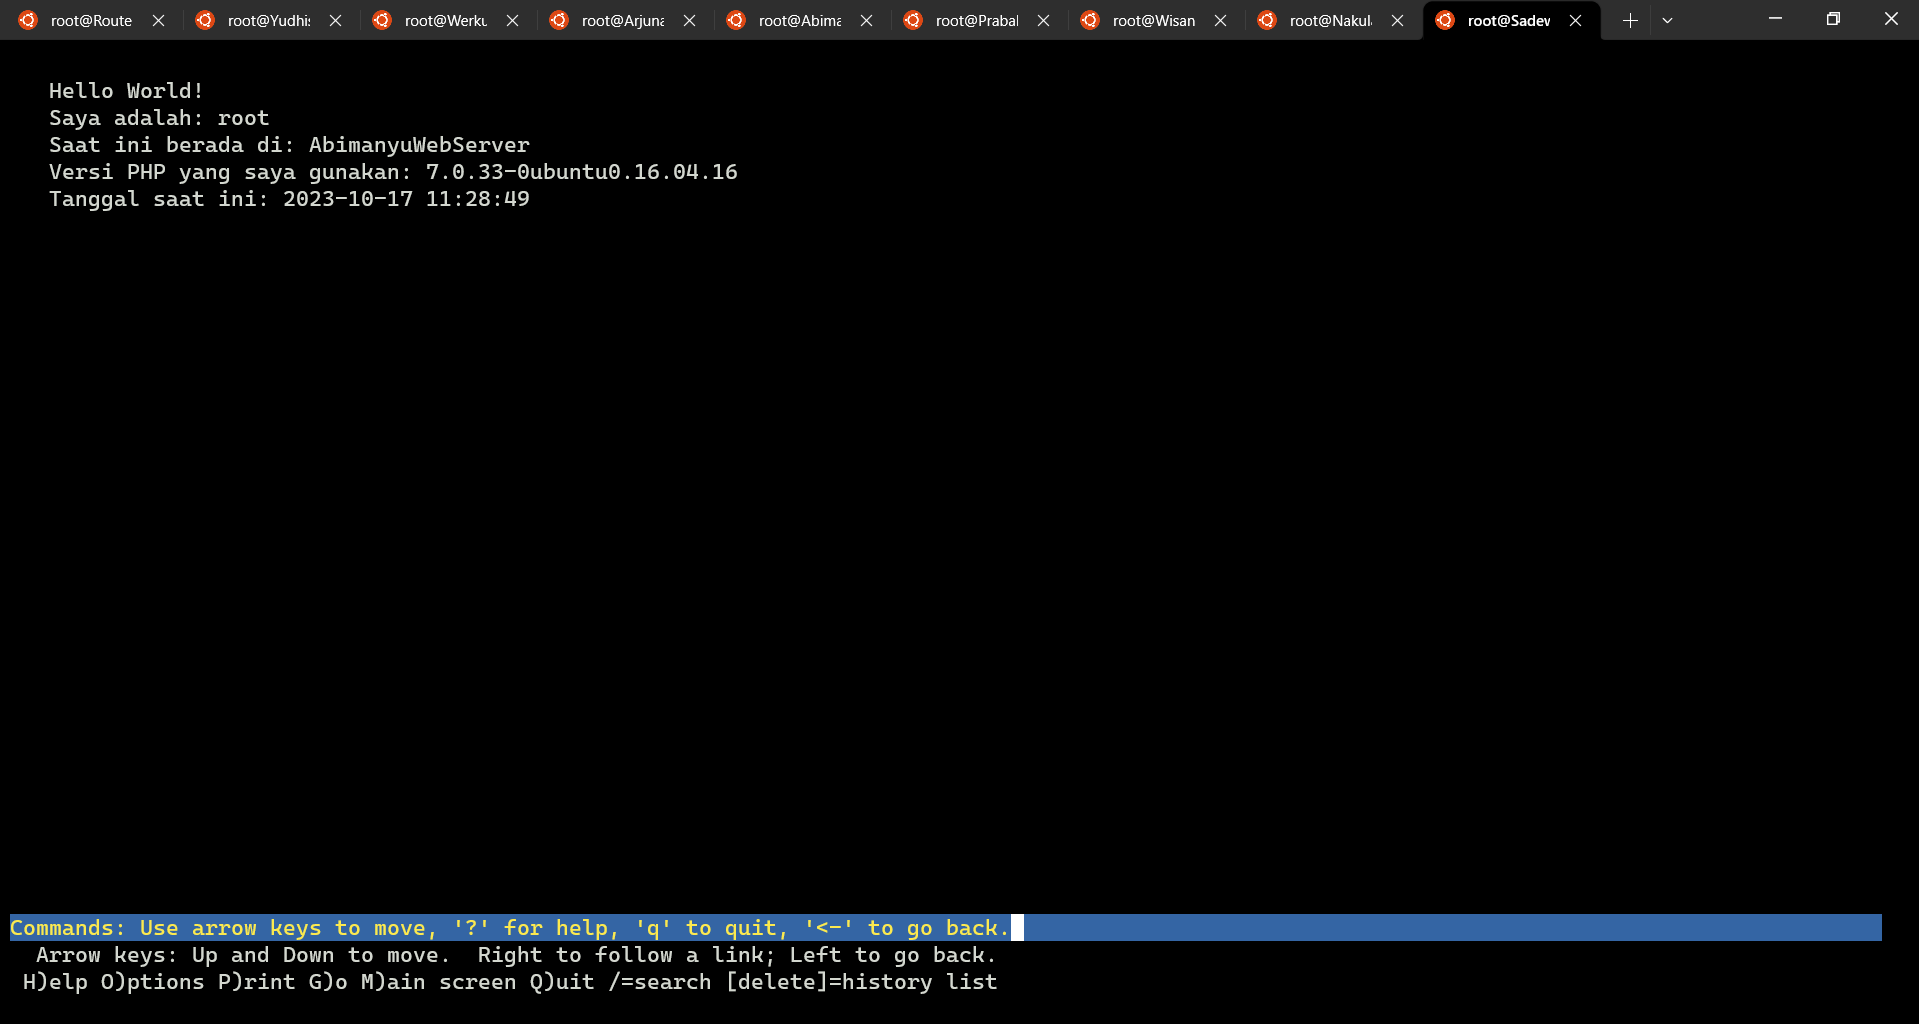 root@Route root@Yudhi root@Werku root@Arjuna root@Abima root@Prabal root@Wisan root@Nakul root@Sadev
Hello World!
Saya adalah: root
Saat ini berada di: AbimanyuWebServer
Versi PHP yang saya gunakan: 7.0.33-0ubuntu0.16.04.16
Tanggal saat ini: 2023-10-17 11:28:49
Commands: Use arrow keys to move, '?' for help, 'q' to quit, '<-' to go back.
Arrow keys: Up and Down to move.  Right to follow a link; Left to go back.
H)elp O)ptions P)rint G)o M)ain screen Q)uit /=search [delete]=history list